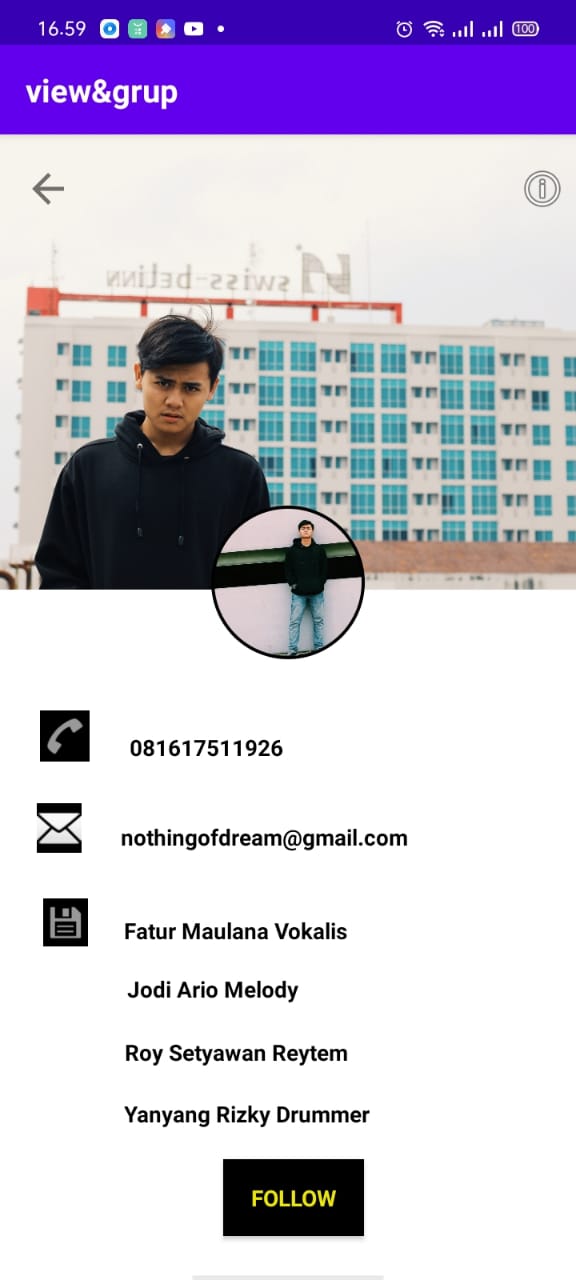 16.59
100
view&grup
swiss-belinn
081617511926
nothingofdream@gmail.com
Fatur Maulana Vokalis
Jodi Ario Melody
Roy Setyawan Reytem
Yanyang Rizky Drummer
FOLLOW